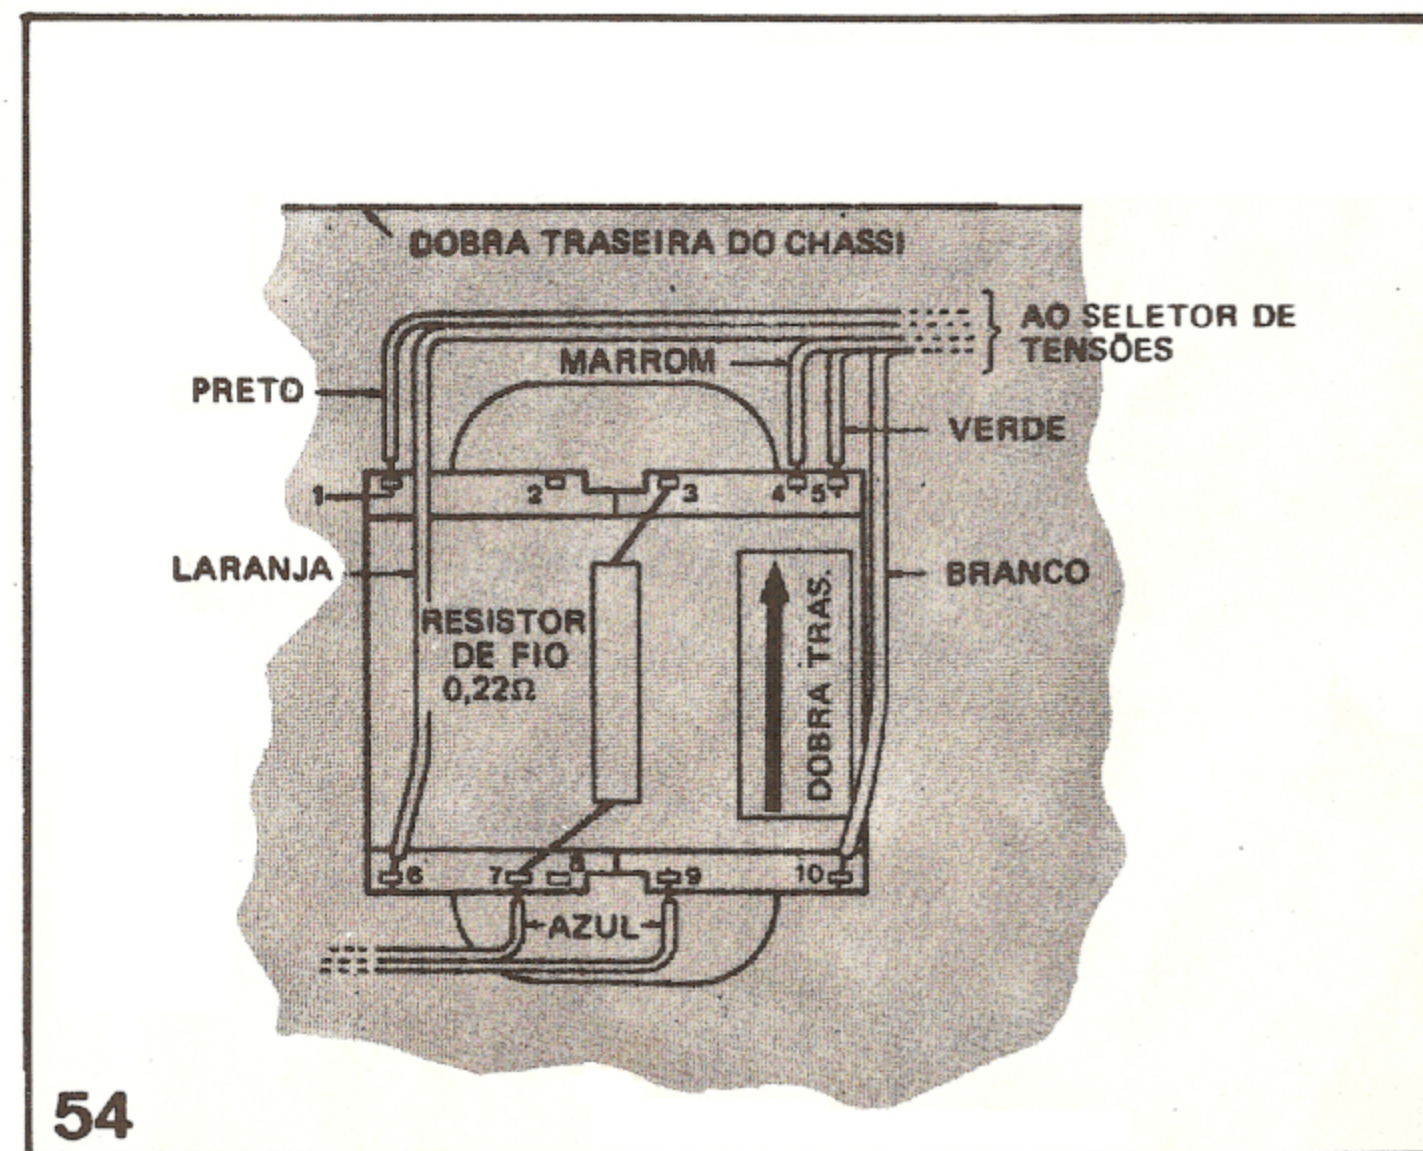 DOBRA TRASEIRA DO CHASSI
AO SELETOR DE
TENSÕES
MARROM
PRETO
VERDE
1
2
3
4
5
LARANJA
BRANCO
RESISTOR
DE FIO
0,22Ω
DOBRA TRAS.
6
7
8
9
10
AZUL
54